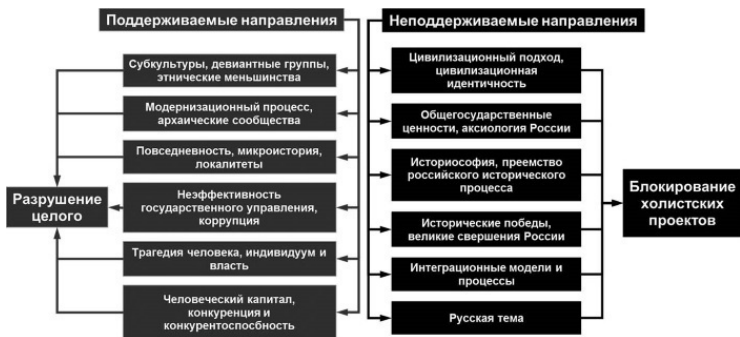 Поддерживаемые направления
Субкультуры, девиантные группы,
этнические меньшинства
Модернизационный процесс,
архаические сообщества
Повседневность, микроистория,
локалитеты
Неэффективность
государственного управления,
коррупция
Трагедия человека, индивидуум и
власть
Человеческий капитал,
конкуренция и
конкурентоспсбность
Разрушение
целого
Неподдерживаемые направления
Цивилизационный подход,
цивилизационная
идентичность
Общегосударственные
ценности, аксиология России
Историософия, преемство
российского исторического
процесса
Исторические победы,
великие свершения России
Интеграционные модели и
процессы
Русская тема
Блокирование
холистских
проектов